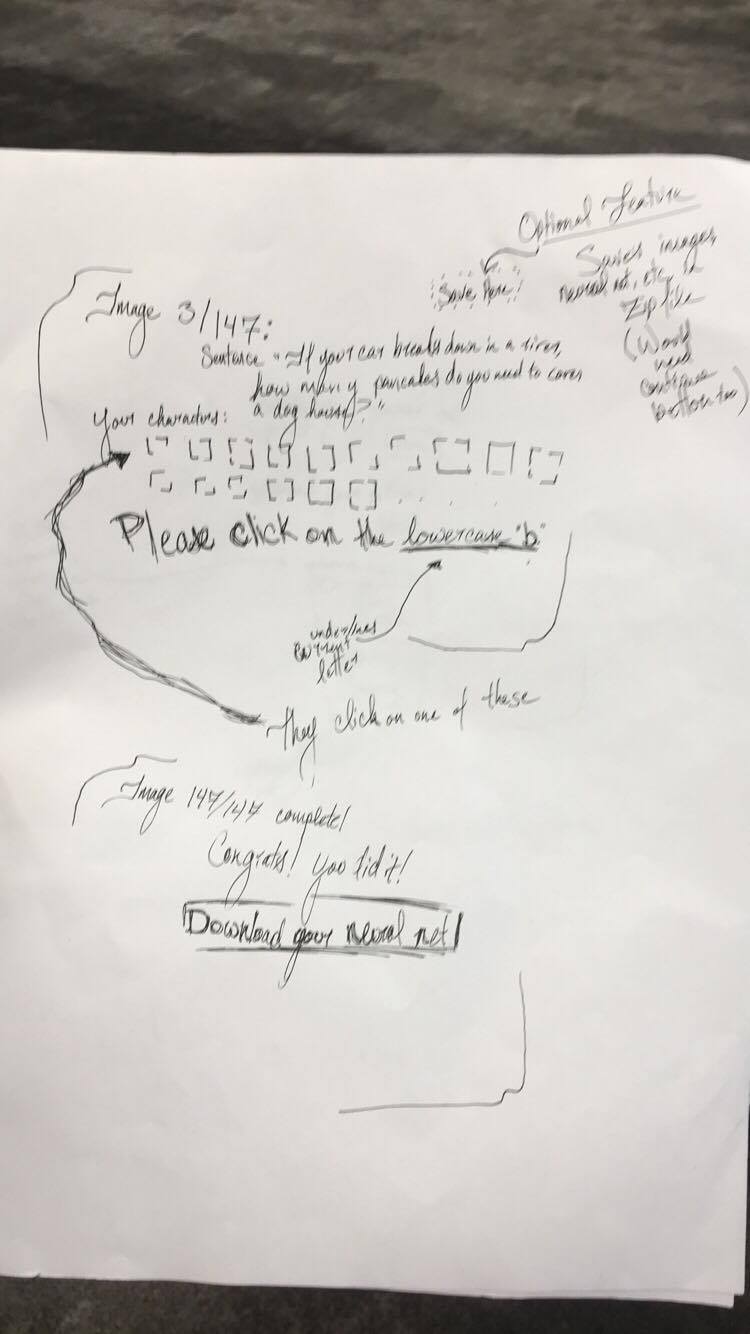 Optional Feature
Save Here
Saves images,
neural net, etc, in
Zip file
(Would
need
continue
button too)
Image 3/147:
Sentence "If your car breaks down in a river,
how many pancakes do you need to cover
a dog house?"
Your characters:
Please click on the lowercase "b"
underlines
current
letter
They click on one of these
Image 147/147 complete!
Congrats! You did it!
Download your neural net!